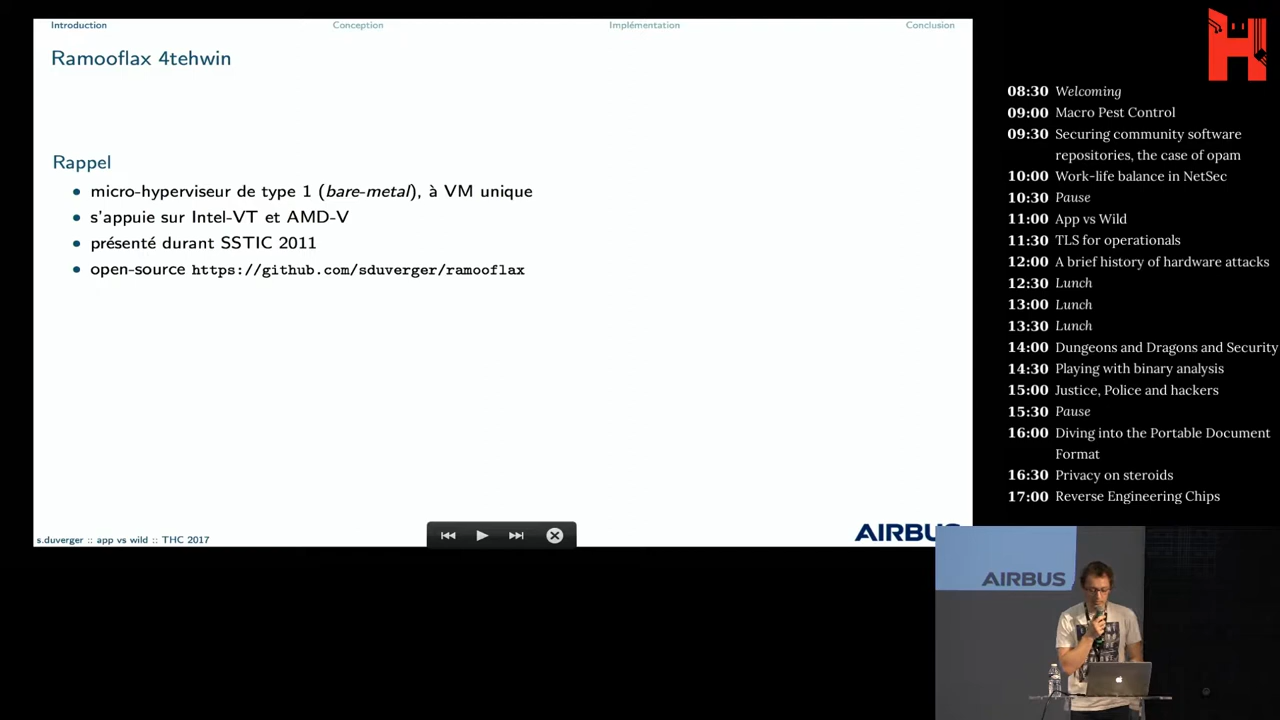 Introduction
Conception
Implémentation
Conclusion
Ramooflax 4tehwin
Rappel
micro-hyperviseur de type 1 (bare-metal), à VM unique
s'appuie sur Intel-VT et AMD-V
présenté durant SSTIC 2011
open-source https://github.com/sduverger/ramooflax
s.duverger :: app vs wild :: THC 2017
AIRBUS
08:30 Welcoming
09:00 Macro Pest Control
09:30 Securing community software
repositories, the case of opam
10:00 Work-life balance in NetSec
10:30 Pause
11:00 App vs Wild
11:30 TLS for operationals
12:00 A brief history of hardware attacks
12:30 Lunch
13:00 Lunch
13:30 Lunch
14:00 Dungeons and Dragons and Security
14:30 Playing with binary analysis
15:00 Justice, Police and hackers
15:30 Pause
16:00 Diving into the Portable Document
Format
16:30 Privacy on steroids
17:00 Reverse Engineering Chips
AIRBUS